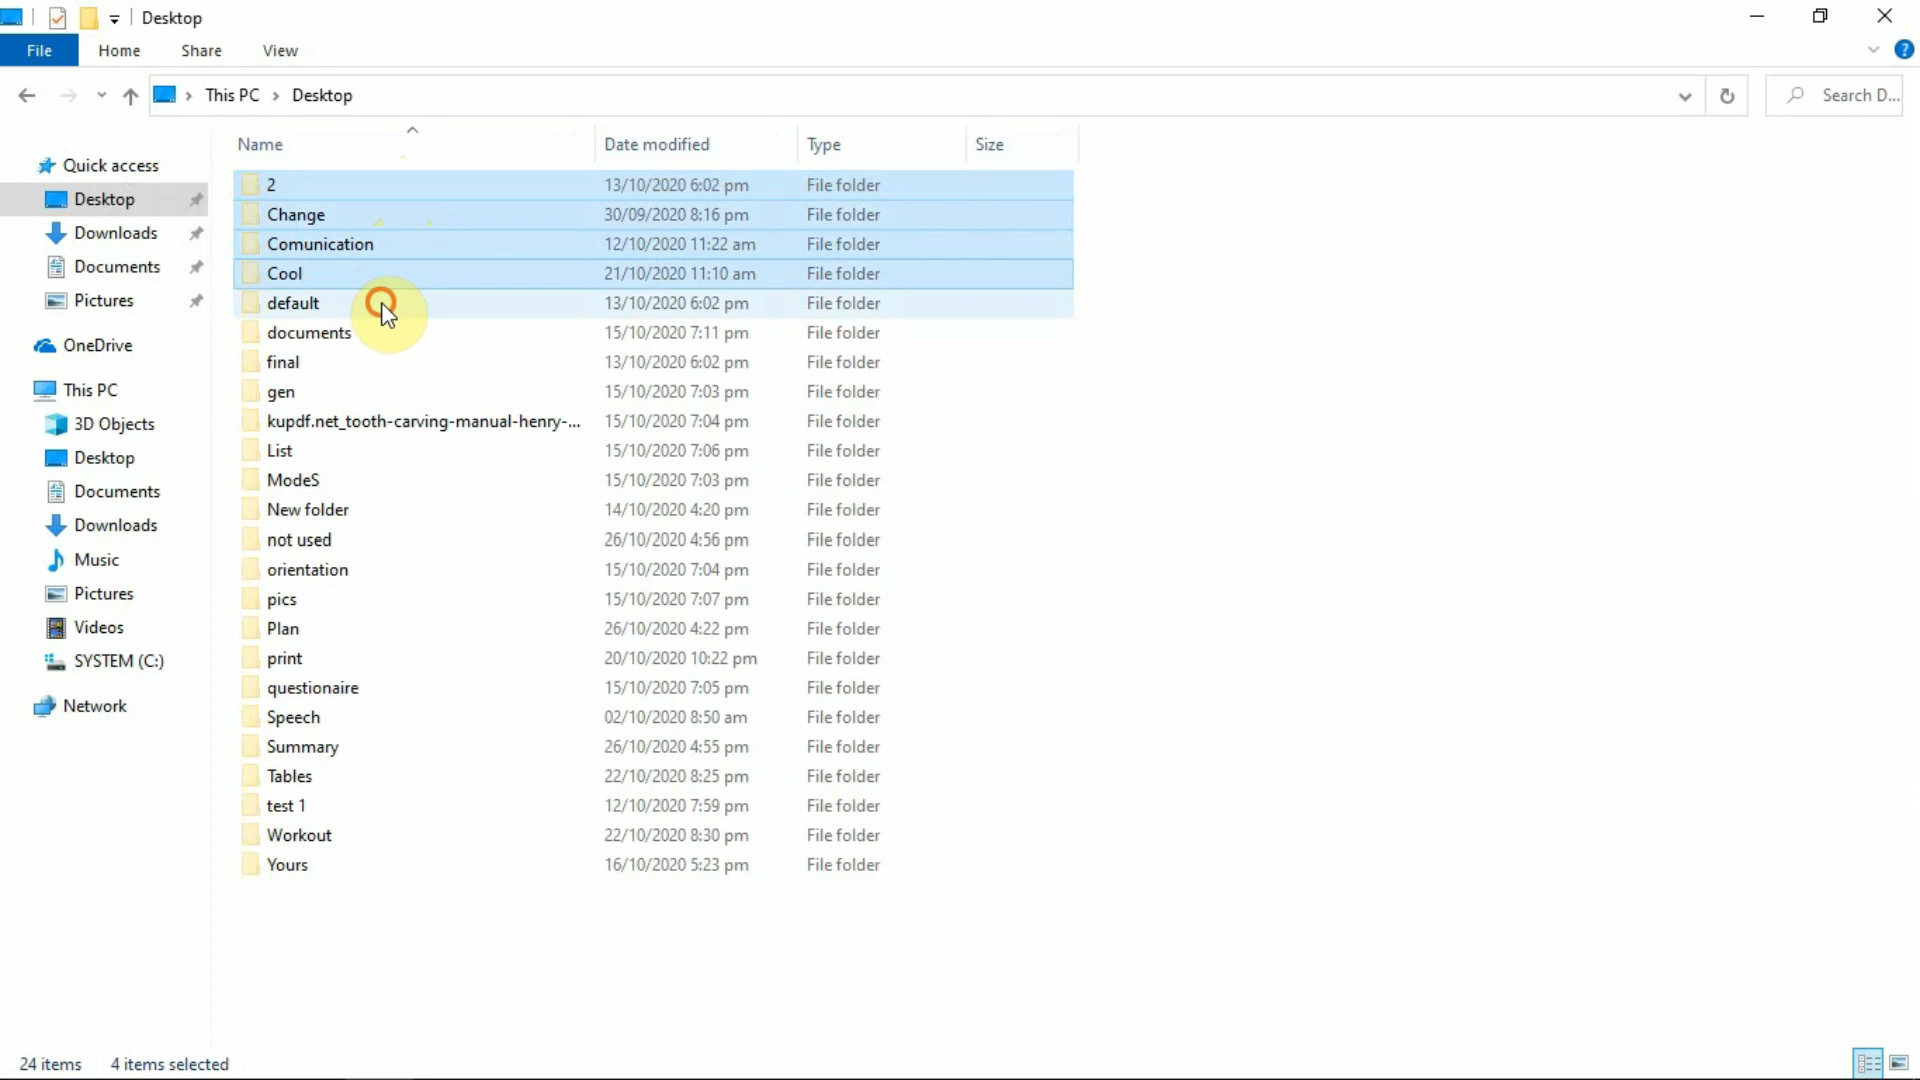 Desktop
File Home Share View
This PC > Desktop
Search D...
Name Date modified Type Size
Quick access
Desktop
Downloads
Documents
Pictures
OneDrive
This PC
3D Objects
Desktop
Documents
Downloads
Music
Pictures
Videos
SYSTEM (C:)
Network
2 13/10/2020 6:02 pm File folder
Change 30/09/2020 8:16 pm File folder
Comunication 12/10/2020 11:22 am File folder
Cool 21/10/2020 11:10 am File folder
default 13/10/2020 6:02 pm File folder
documents 15/10/2020 7:11 pm File folder
final 13/10/2020 6:02 pm File folder
gen 15/10/2020 7:03 pm File folder
kupdf.net_tooth-carving-manual-henry-... 15/10/2020 7:04 pm File folder
List 15/10/2020 7:06 pm File folder
ModeS 15/10/2020 7:03 pm File folder
New folder 14/10/2020 4:20 pm File folder
not used 26/10/2020 4:56 pm File folder
orientation 15/10/2020 7:04 pm File folder
pics 15/10/2020 7:07 pm File folder
Plan 26/10/2020 4:22 pm File folder
print 20/10/2020 10:22 pm File folder
questionaire 15/10/2020 7:05 pm File folder
Speech 02/10/2020 8:50 am File folder
Summary 26/10/2020 4:55 pm File folder
Tables 22/10/2020 8:25 pm File folder
test 1 12/10/2020 7:59 pm File folder
Workout 22/10/2020 8:30 pm File folder
Yours 16/10/2020 5:23 pm File folder
24 items 4 items selected